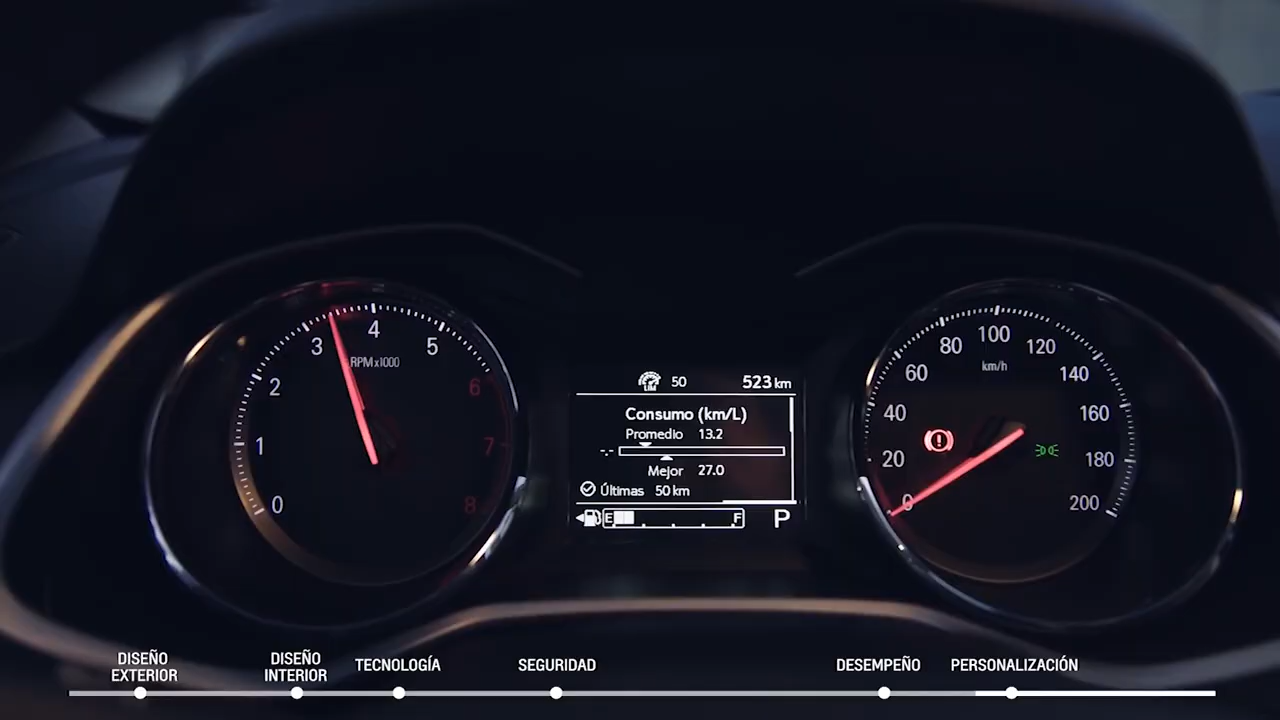 3
4
5
2
RPMx1000
6
1
7
0
8
LIM 50 523 km
Consumo (km/L)
Promedio 13.2
-.-
Mejor 27.0
Últimas 50 km
E F P
80
100
120
60
km/h
140
40
160
20
180
0
200
DISEÑO
EXTERIOR
DISEÑO
INTERIOR
TECNOLOGÍA
SEGURIDAD
DESEMPEÑO
PERSONALIZACIÓN